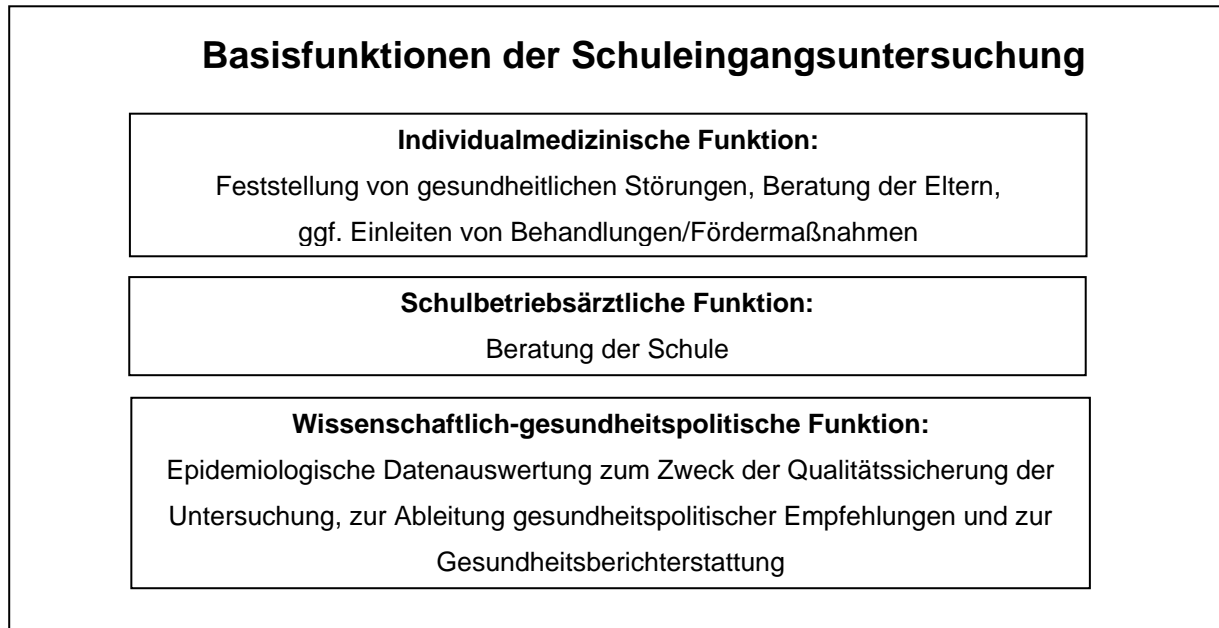 Basisfunktionen der Schuleingangsuntersuchung
Individualmedizinische Funktion:
Feststellung von gesundheitlichen Störungen, Beratung der Eltern,
ggf. Einleiten von Behandlungen/Fördermaßnahmen
Schulbetriebsärztliche Funktion:
Beratung der Schule
Wissenschaftlich-gesundheitspolitische Funktion:
Epidemiologische Datenauswertung zum Zweck der Qualitätssicherung der
Untersuchung, zur Ableitung gesundheitspolitischer Empfehlungen und zur
Gesundheitsberichterstattung